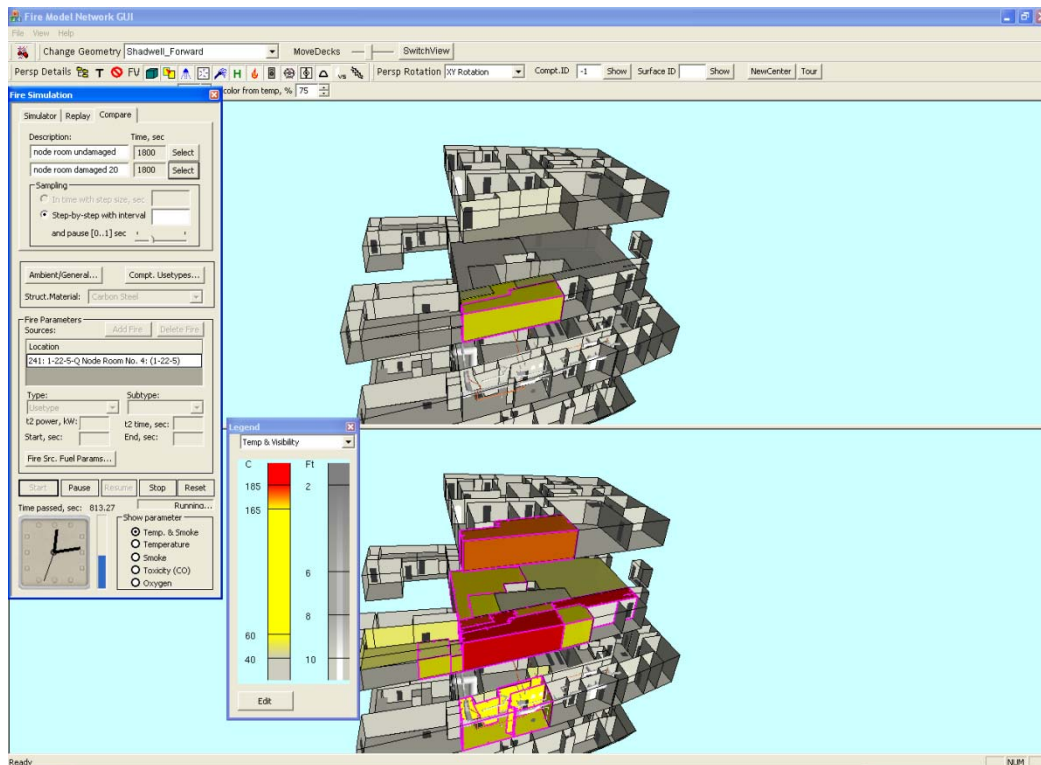 Fire Model Network GUI
File View Help
Change Geometry Shadwell_Forward MoveDecks SwitchView
Persp Details T FV H VS Persp Rotation XY Rotation Compt.ID -1 Show Surface ID Show NewCenter Tour
color from temp, % 75
Fire Simulation
Simulator Replay Compare
Description: Time, sec
node room undamaged 1800 Select
node room damaged 20 1800 Select
Sampling
In time with step size, sec
Step-by-step with interval
and pause [0..1] sec
Ambient/General... Compt. Usetypes...
Struct.Material: Carbon Steel
Fire Parameters
Sources: Add Fire Delete Fire
Location
241: 1-22-5-Q Node Room No. 4: (1-22-5)
Type: Subtype:
Usetype
t2 power, kW: t2 time, sec:
Start, sec: End, sec:
Fire Src. Fuel Params...
Start Pause Resume Stop Reset
Time passed, sec: 813.27 Running...
Show parameter
Temp. & Smoke
Temperature
Smoke
Toxicity (CO)
Oxygen
Legend
Temp & Visibility
C Ft
185 2
165
6
8
60
40 10
Edit
Ready NUM